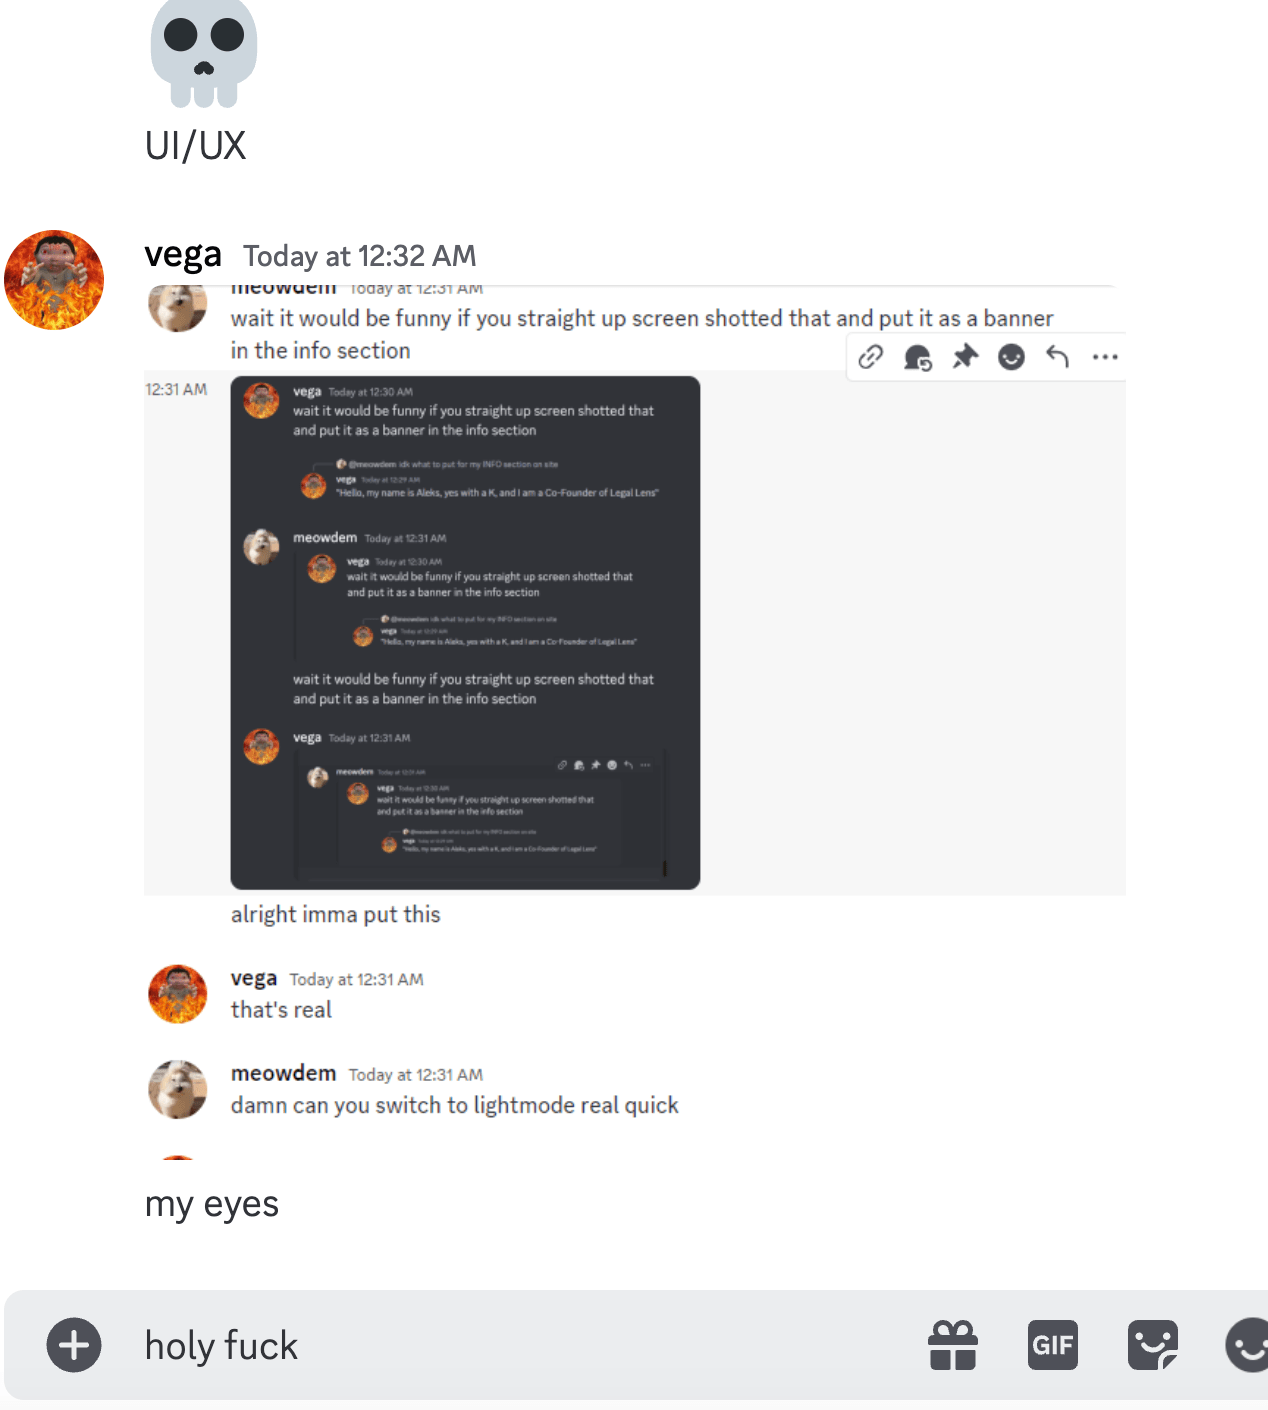 UI/UX
vega Today at 12:32 AM
meowdem Today at 12:31 AM
wait it would be funny if you straight up screen shotted that and put it as a banner
in the info section
12:31 AM
vega Today at 12:30 AM
wait it would be funny if you straight up screen shotted that
and put it as a banner in the info section
@meowdem idk what to put for my INFO section on site
vega Today at 12:29 AM
"Hello, my name is Aleks, yes with a K, and I am a Co-Founder of Legal Lens"
meowdem Today at 12:31 AM
vega Today at 12:30 AM
wait it would be funny if you straight up screen shotted that
and put it as a banner in the info section
@meowdem idk what to put for my INFO section on site
vega Today at 12:29 AM
"Hello, my name is Aleks, yes with a K, and I am a Co-Founder of Legal Lens"
wait it would be funny if you straight up screen shotted that
and put it as a banner in the info section
vega Today at 12:31 AM
meowdem Today at 12:31 AM
vega Today at 12:30 AM
wait it would be funny if you straight up screen shotted that
and put it as a banner in the info section
@meowdem idk what to put for my INFO section on site
vega
"Hello, my name is Aleks, yes with a K, and I am a Co-Founder of Legal Lens"
alright imma put this
vega Today at 12:31 AM
that's real
meowdem Today at 12:31 AM
damn can you switch to lightmode real quick
my eyes
holy fuck
GIF